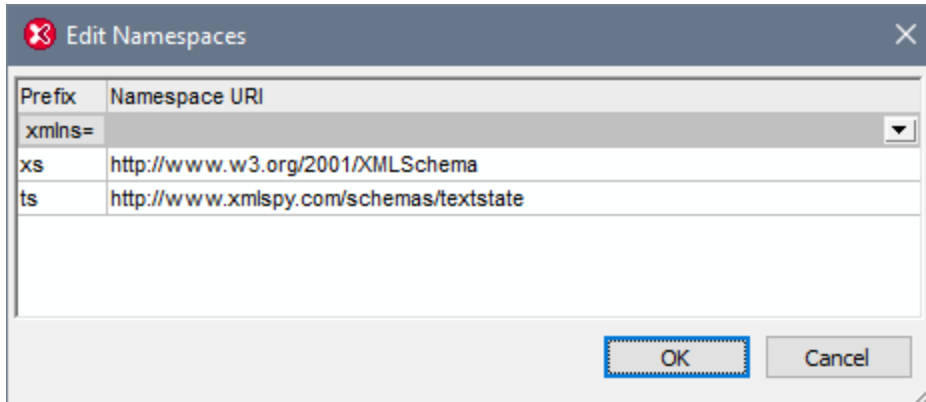 Edit Namespaces
Prefix Namespace URI
xmlns=
xs http://www.w3.org/2001/XMLSchema
ts http://www.xmlspy.com/schemas/textstate
OK Cancel